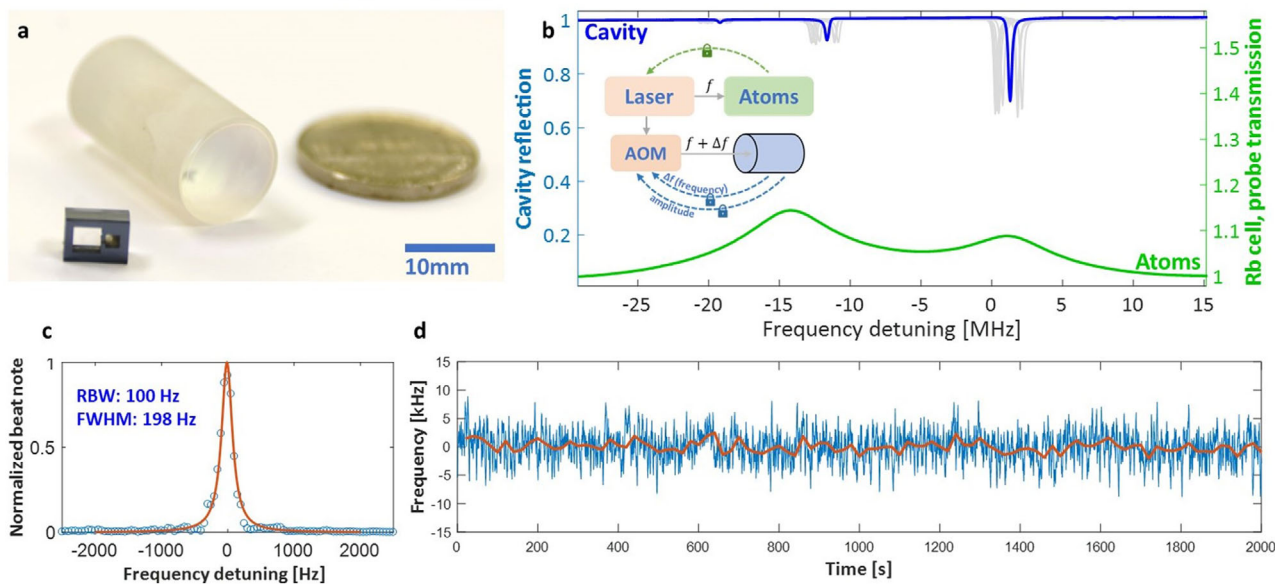 a
10mm
b
Cavity
Cavity reflection
1
0.8
0.6
0.4
0.2
Laser
f
Atoms
AOM
f + Δf
Δf (frequency)
amplitude
Atoms
1.5
1.4
1.3
1.2
1.1
1
Rb cell, probe transmission
-25 -20 -15 -10 -5 0 5 10 15
Frequency detuning [MHz]
c
Normalized beat note
1
0.5
0
RBW: 100 Hz
FWHM: 198 Hz
-2000 -1000 0 1000 2000
Frequency detuning [Hz]
d
Frequency [kHz]
15
10
5
0
-5
-10
-15
0 200 400 600 800 1000 1200 1400 1600 1800 2000
Time [s]